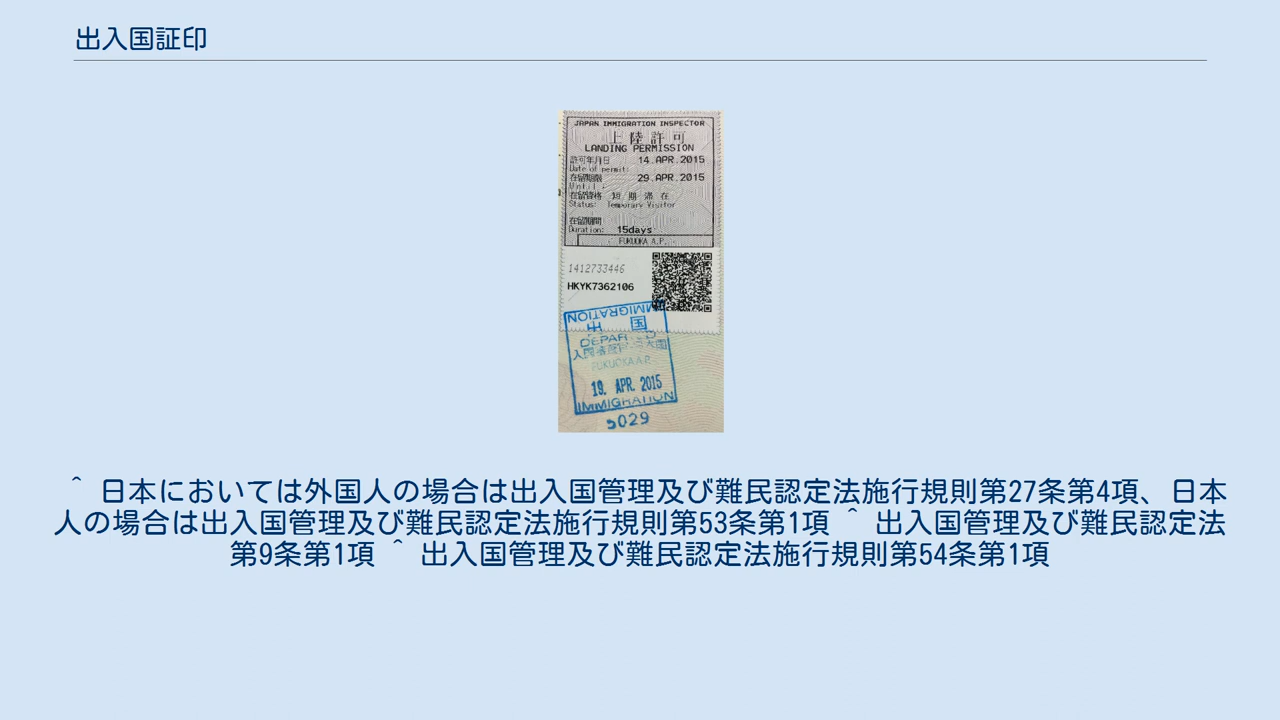 出入国証印
JAPAN IMMIGRATION INSPECTOR
上陸許可
LANDING PERMISSION
許可年月日 14.APR.2015
Date of permit:
在留期限 29.APR.2015
Until :
在留資格 短期滞在
Status: Temporary Visitor
在留期間
Duration: 15days
FUKUOKA A.P.
1412733446
HKYK7362106
IMMIGRATION
出国
DEPAR D
FUKUOKA A.P.
19. APR. 2015
IMMIGRATION
5029
^ 日本においては外国人の場合は出入国管理及び難民認定法施行規則第27条第4項、日本
人の場合は出入国管理及び難民認定法施行規則第53条第1項 ^ 出入国管理及び難民認定法
第9条第1項 ^ 出入国管理及び難民認定法施行規則第54条第1項